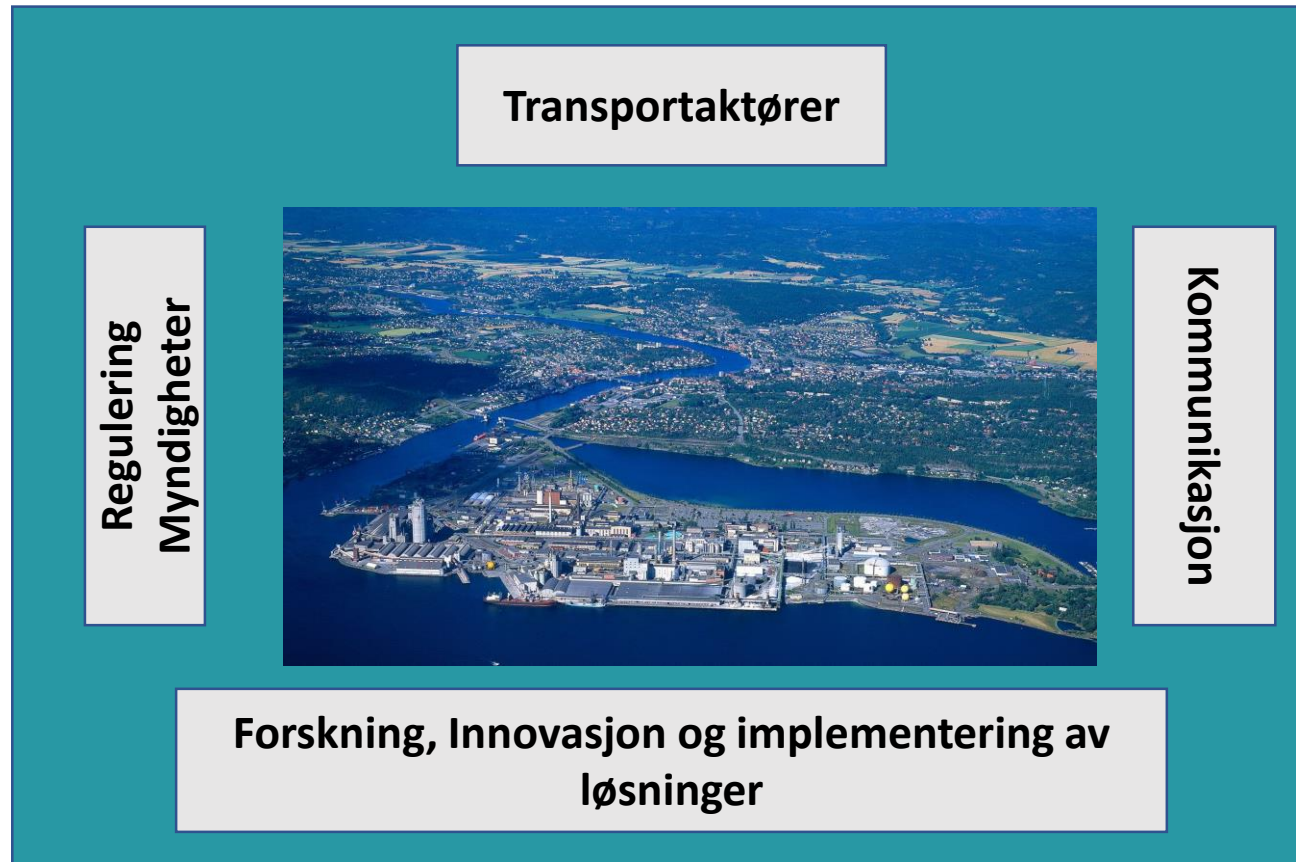 Transportaktører
Regulering
Myndigheter
Kommunikasjon
Forskning, Innovasjon og implementering av
løsninger